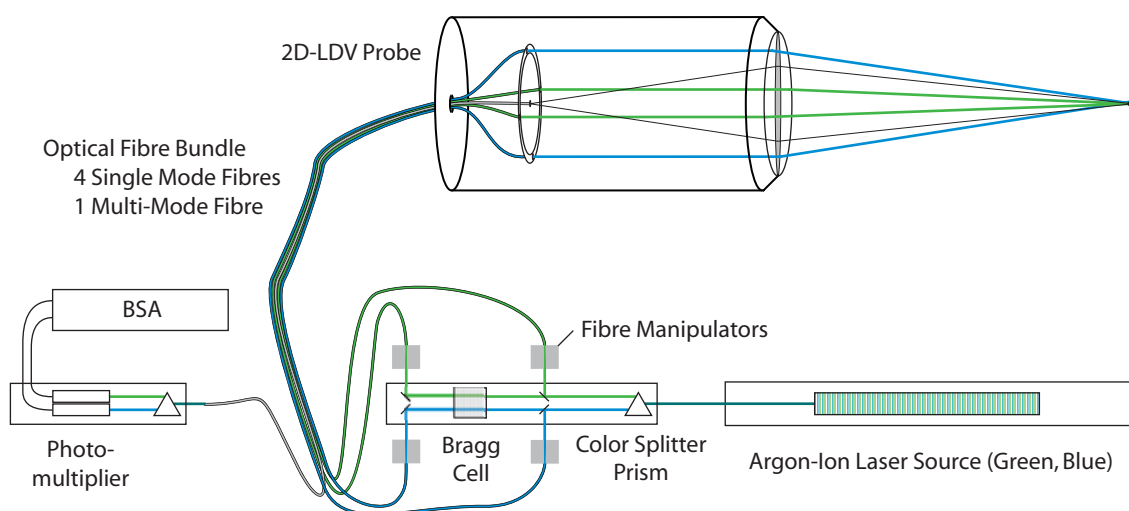 2D-LDV Probe
Optical Fibre Bundle
4 Single Mode Fibres
1 Multi-Mode Fibre
BSA
Fibre Manipulators
Photo-
multiplier
Bragg
Cell
Color Splitter
Prism
Argon-Ion Laser Source (Green, Blue)